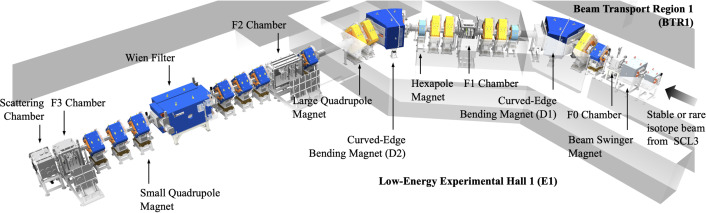 Beam Transport Region 1
(BTR1)
F2 Chamber
Wien Filter
Scattering
Chamber
F3 Chamber
Large Quadrupole
Magnet
Hexapole
Magnet
F1 Chamber
Curved-Edge
Bending Magnet (D1)
F0 Chamber
Beam Swinger
Magnet
Stable or rare
isotope beam
from SCL3
Curved-Edge
Bending Magnet (D2)
Small Quadrupole
Magnet
Low-Energy Experimental Hall 1 (E1)